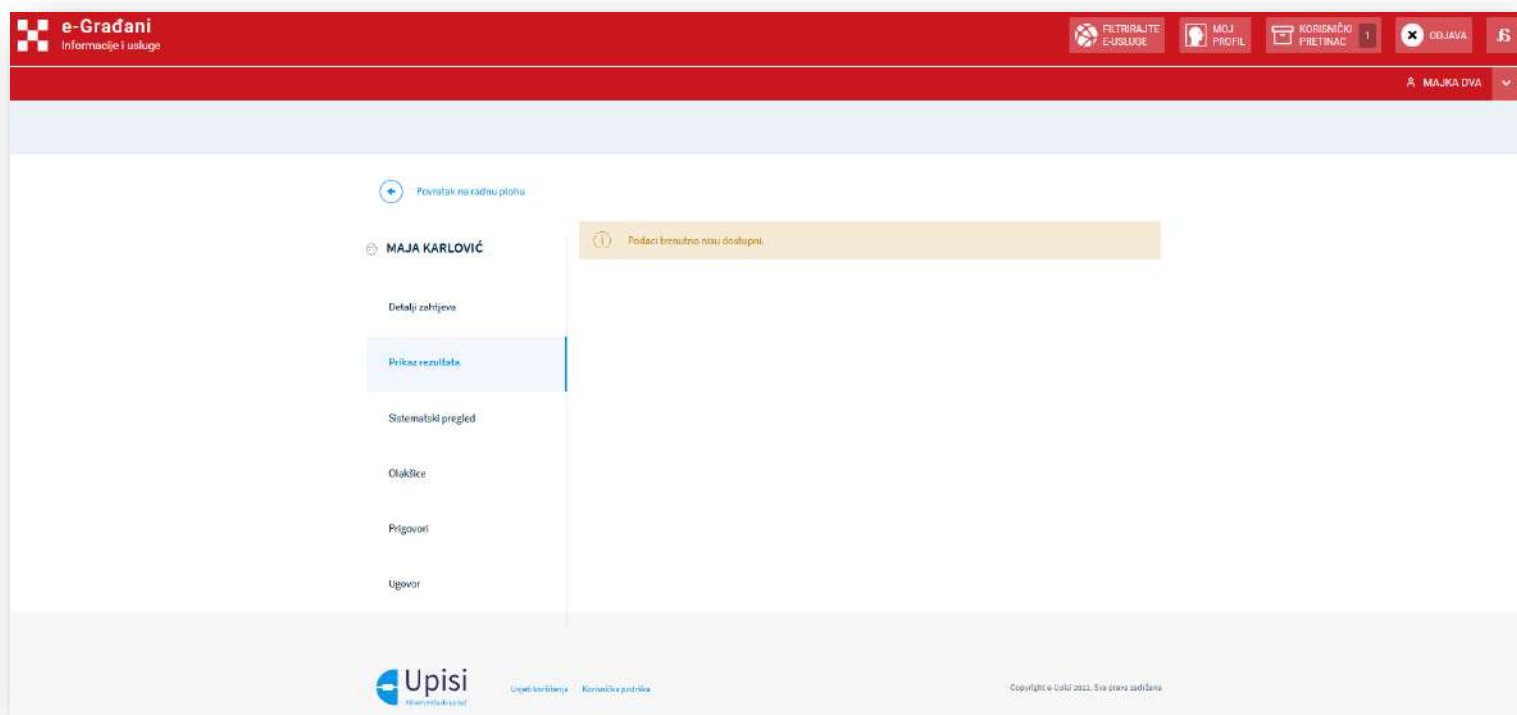 e-Građani
Informacije i usluge
FILTRIRAJTE
E-USLUGE
MOJ
PROFIL
KORISNIČKI
PRETINAC
1
ODJAVA
MAJKA DVA
Povratak na radnu plohu
MAJA KARLOVIĆ
Podaci trenutno nisu dostupni.
Detalji zahtjeva
Prikaz rezultata
Sistematski pregled
Olakšice
Prigovori
Ugovor
Upisi
Uvjeti korištenja
Korisnička podrška
Copyright e-Upisi 2022. Sva prava zadržana